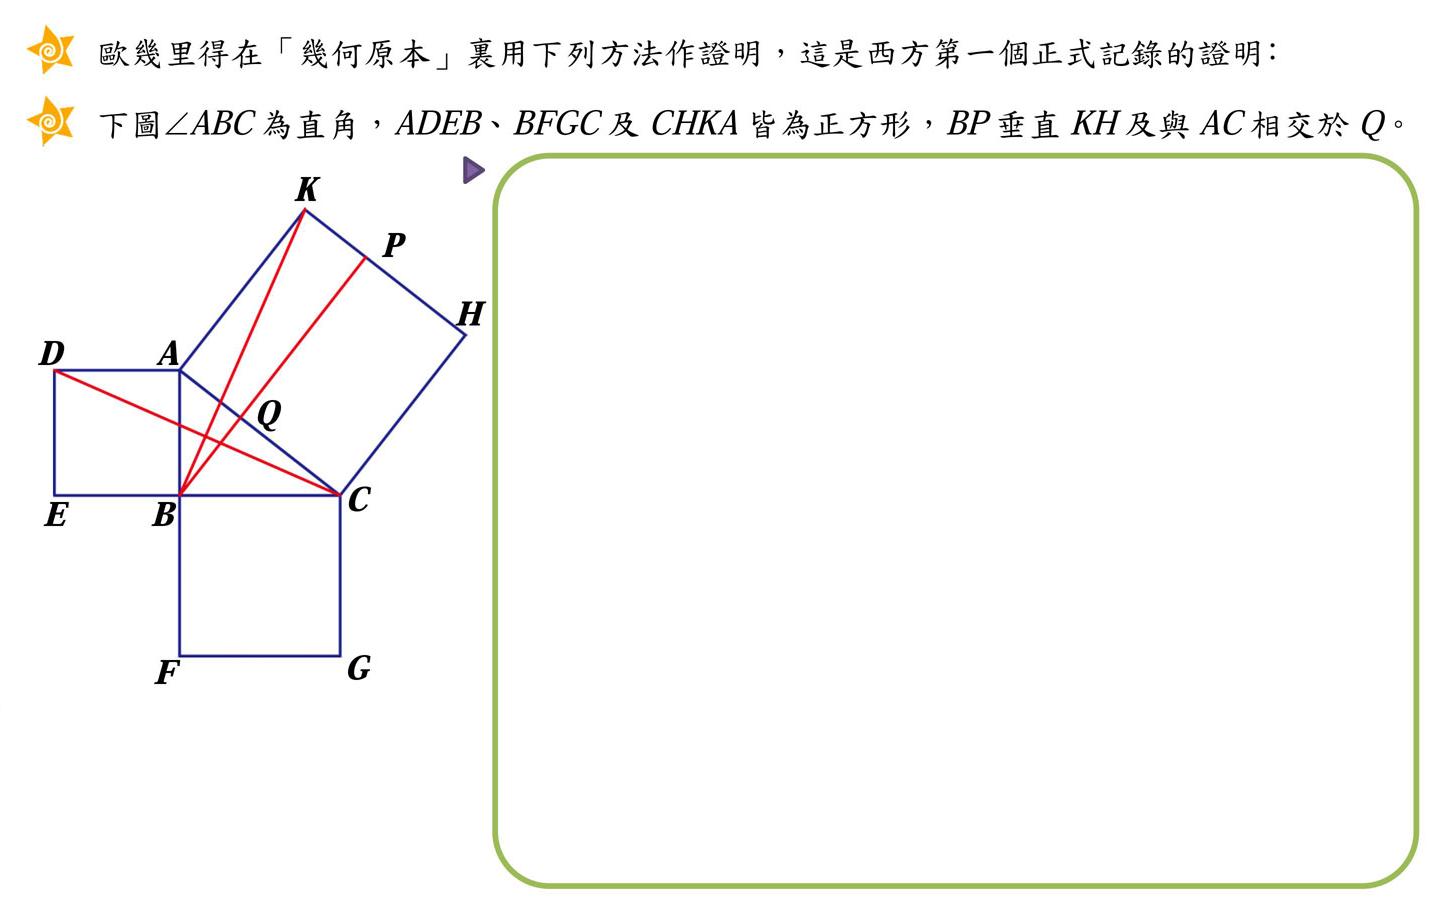 歐幾里得在「幾何原本」裏用下列方法作證明，這是西方第一個正式記錄的證明：
下圖∠ABC 為直角，ADEB、BFGC 及 CHKA 皆為正方形，BP 垂直 KH 及與 AC 相交於 Q。
K
P
H
D
A
Q
E
B
C
F
G